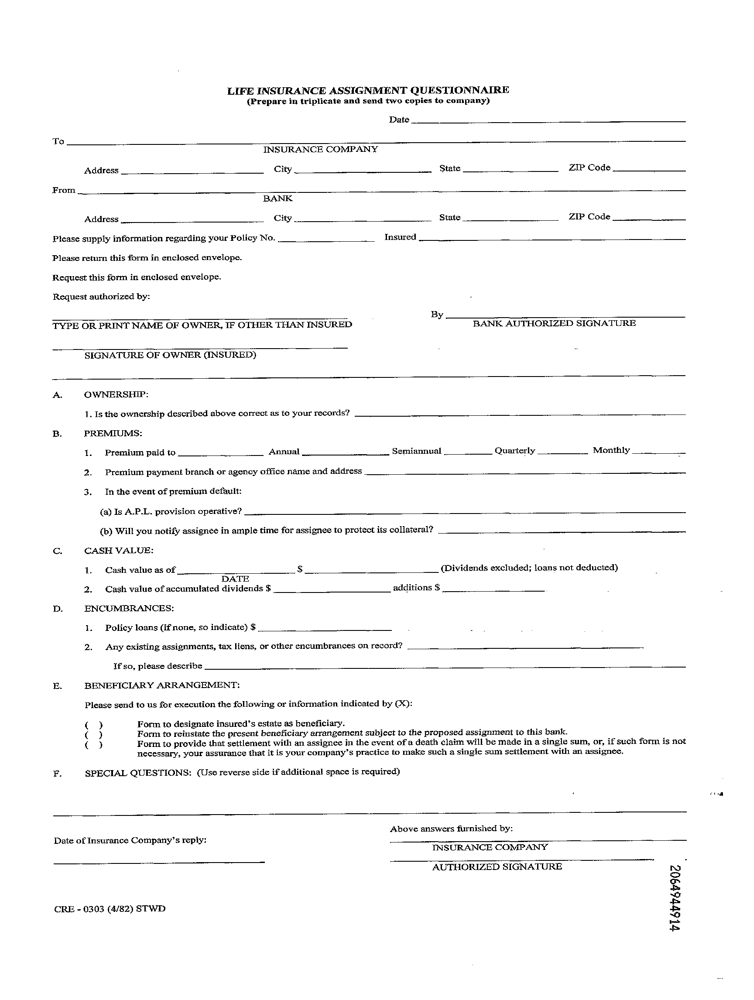 LIFE INSURANCE ASSIGNMENT QUESTIONNAIRE
(Prepare in triplicate and send two copies to company)
Date
To
INSURANCE COMPANY
Address City State ZIP Code
From
BANK
Address City State ZIP Code
Please supply information regarding your Policy No. Insured
Please return this form in enclosed envelope.
Request this form in enclosed envelope.
Request authorized by:
By
TYPE OR PRINT NAME OF OWNER, IF OTHER THAN INSURED BANK AUTHORIZED SIGNATURE
SIGNATURE OF OWNER (INSURED)
A. OWNERSHIP:
1. Is the ownership described above correct as to your records?
B. PREMIUMS:
1. Premium paid to Annual Semiannual Quarterly Monthly
2. Premium payment branch or agency office name and address
3. In the event of premium default:
(a) Is A.P.L. provision operative?
(b) Will you notify assignee in ample time for assignee to protect its collateral?
C. CASH VALUE:
1. Cash value as of $ (Dividends excluded; loans not deducted)
DATE
2. Cash value of accumulated dividends $ additions $
D. ENCUMBRANCES:
1. Policy loans (if none, so indicate) $
2. Any existing assignments, tax liens, or other encumbrances on record?
If so, please describe
E. BENEFICIARY ARRANGEMENT:
Please send to us for execution the following or information indicated by (X):
( ) Form to designate insured's estate as beneficiary.
( ) Form to reinstate the present beneficiary arrangement subject to the proposed assignment to this bank.
( ) Form to provide that settlement with an assignee in the event of a death claim will be made in a single sum, or, if such form is not
necessary, your assurance that it is your company's practice to make such a single sum settlement with an assignee.
F. SPECIAL QUESTIONS: (Use reverse side if additional space is required)
Above answers furnished by:
Date of Insurance Company's reply:
INSURANCE COMPANY
AUTHORIZED SIGNATURE
CRE - 0303 (4/82) STWD
2064944914